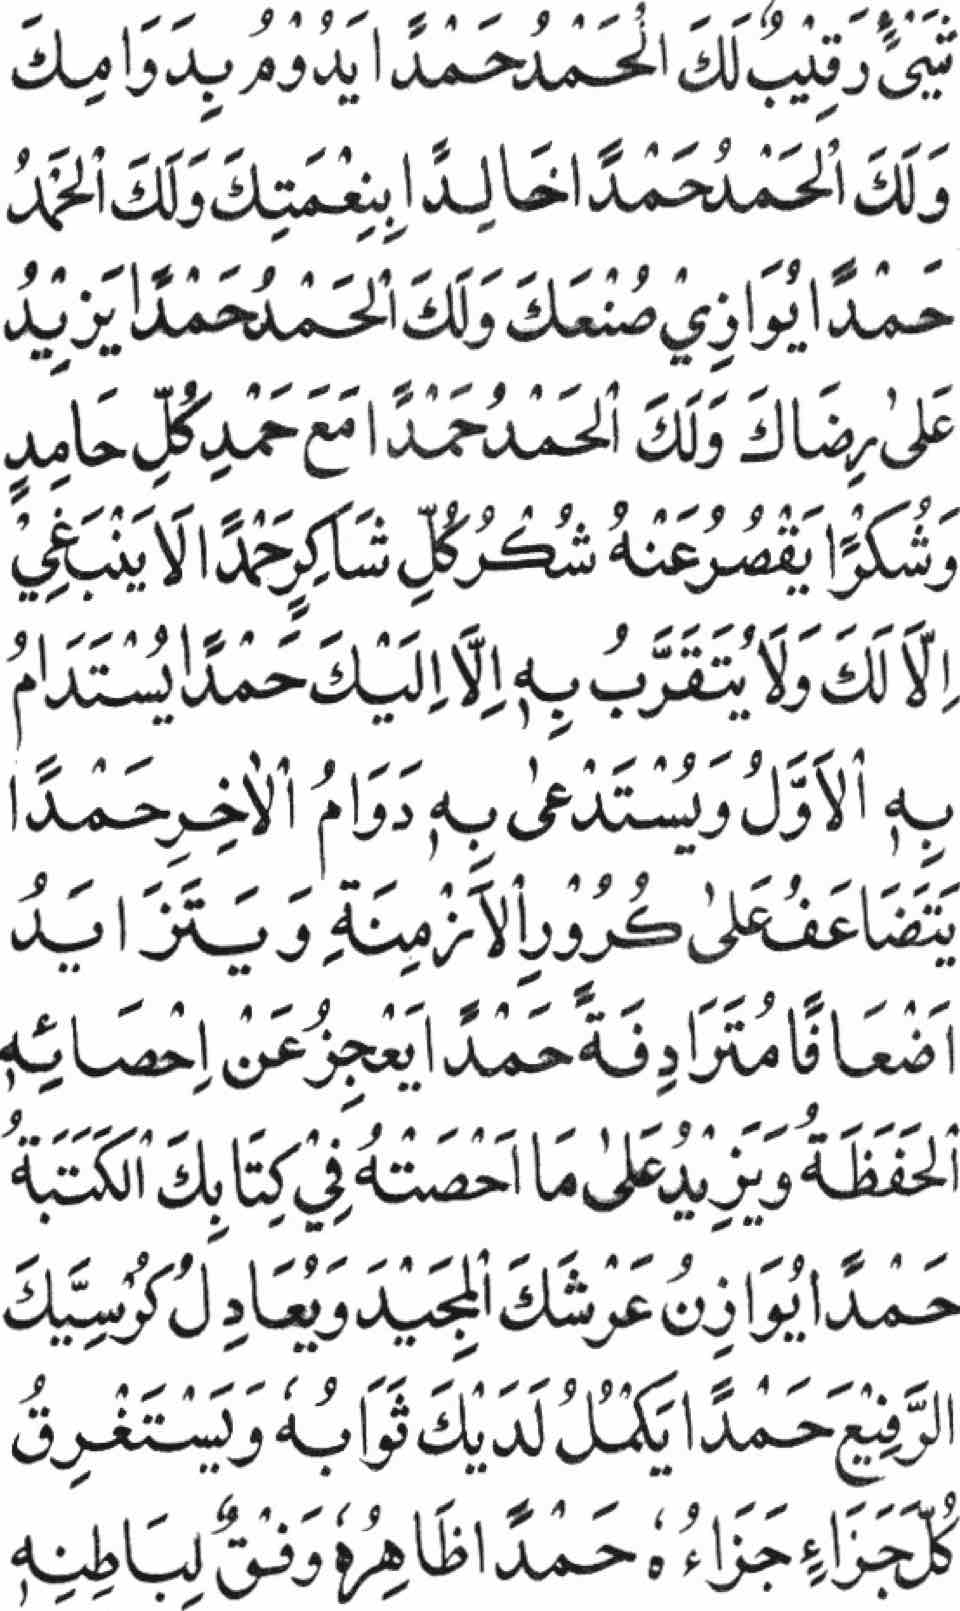 شَيْءٍ رَقِيْبٌ لَكَ الْحَمْدُ حَمْدًا يَدُوْمُ بِدَوَامِكَ
وَلَكَ الْحَمْدُ حَمْدًا خَالِدًا بِنِعْمَتِكَ وَلَكَ الْحَمْدُ
حَمْدًا يُوَازِيْ صُنْعَكَ وَلَكَ الْحَمْدُ حَمْدًا يَزِيْدُ
عَلٰى رِضَاكَ وَلَكَ الْحَمْدُ حَمْدًا مَعَ حَمْدِ كُلِّ حَامِدٍ
وَشُكْرًا يَقْصُرُ عَنْهُ شُكْرُ كُلِّ شَاكِرٍ حَمْدًا لَا يَنْبَغِيْ
اِلَّا لَكَ وَلَا يُتَقَرَّبُ بِهٖ اِلَّا اِلَيْكَ حَمْدًا يُسْتَدَامُ
بِهِ الْاَوَّلُ وَيُسْتَدْعٰى بِهٖ دَوَامُ الْاٰخِرِ حَمْدًا
يَتَضَاعَفُ عَلٰى كُرُوْرِ الْاَزْمِنَةِ وَيَتَزَايَدُ
اَضْعَافًا مُتَرَادِفَةً حَمْدًا يَعْجِزُ عَنْ اِحْصَائِهِ
الْحَفَظَةُ وَيَزِيْدُ عَلٰى مَا اَحْصَتْهُ فِيْ كِتَابِكَ الْكَتَبَةُ
حَمْدًا يُوَازِنُ عَرْشَكَ الْمَجِيْدَ وَيُعَادِلُ كُرْسِيَّكَ
الرَّفِيْعَ حَمْدًا يَكْمُلُ لَدَيْكَ ثَوَابُهٗ وَيَسْتَغْرِقُ
كُلَّ جَزَاءٍ جَزَاءُهٗ حَمْدًا ظَاهِرُهٗ وَفْقٌ لِبَاطِنِهٖ